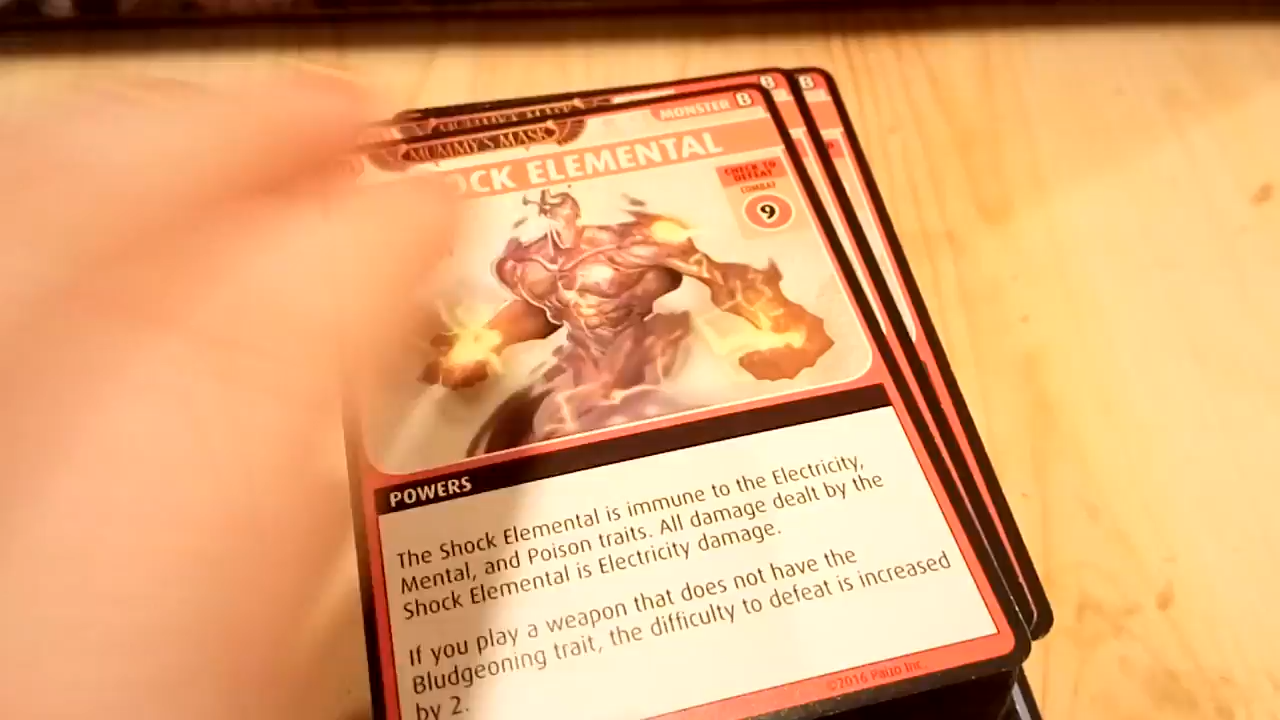 B
B
MUMMY'S MASK
MONSTER B
OCK ELEMENTAL
CHECK TO
DEFEAT
COMBAT
9
POWERS
The Shock Elemental is immune to the Electricity,
Mental, and Poison traits. All damage dealt by the
Shock Elemental is Electricity damage.
If you play a weapon that does not have the
Bludgeoning trait, the difficulty to defeat is increased
by 2.
©2016 Paizo Inc.